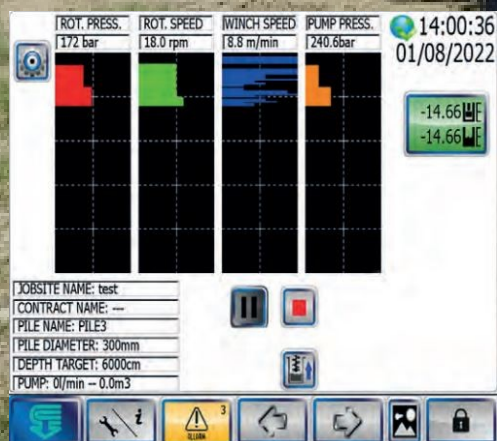 ROT. PRESS.
172 bar
ROT. SPEED
18.0 rpm
WINCH SPEED
8.8 m/min
PUMP PRESS
240.6bar
14:00:36
01/08/2022
-14.66
-14.66
JOBSITE NAME: test
CONTRACT NAME: ---
PILE NAME: PILE3
PILE DIAMETER: 300mm
DEPTH TARGET: 6000cm
PUMP: 0l/min -- 0.0m3
i
3
ALLARM